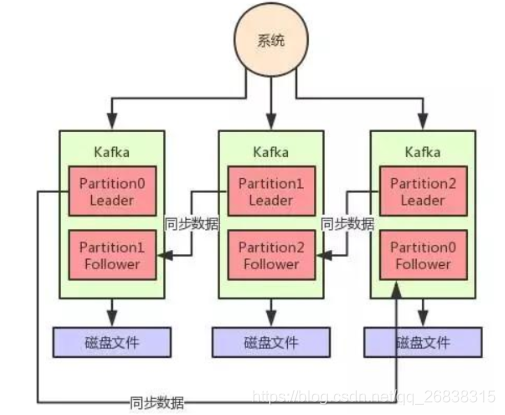 系统
Kafka
Partition0
Leader
Partition1
Follower
Kafka
Partition1
Leader
Partition2
Follower
Kafka
Partition2
Leader
Partition0
Follower
同步数据
同步数据
磁盘文件
磁盘文件
磁盘文件
同步数据
https://blog.csdn.net/qq_26838315